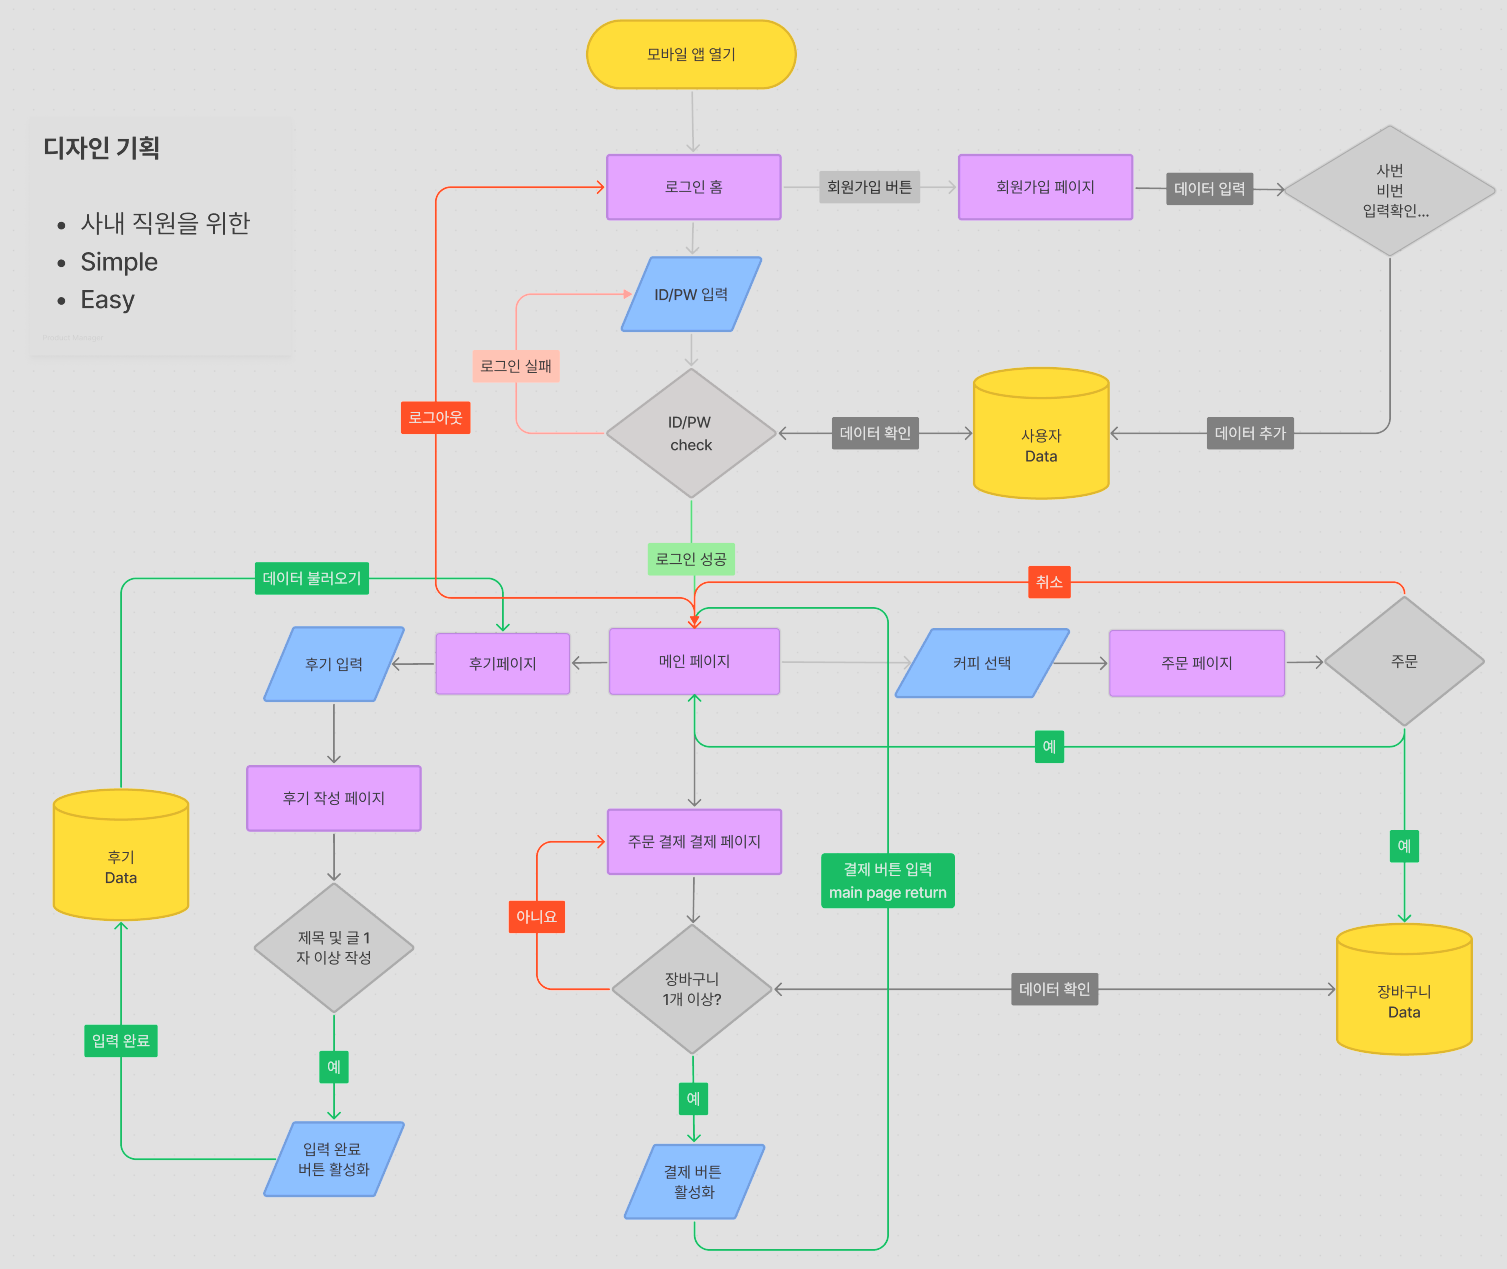 모바일 앱 열기
디자인 기획
사내 직원을 위한
Simple
Easy
로그인 홈
회원가입 버튼
회원가입 페이지
데이터 입력
사번
비번
입력확인...
ID/PW 입력
로그인 실패
로그아웃
ID/PW
check
데이터 확인
사용자
Data
데이터 추가
로그인 성공
데이터 불러오기
취소
후기 입력
후기페이지
메인 페이지
커피 선택
주문 페이지
주문
예
후기 작성 페이지
주문 결제 결제 페이지
후기
Data
결제 버튼 입력
main page return
예
아니요
제목 및 글 1
자 이상 작성
장바구니
1개 이상?
데이터 확인
장바구니
Data
입력 완료
예
예
입력 완료
버튼 활성화
결제 버튼
활성화